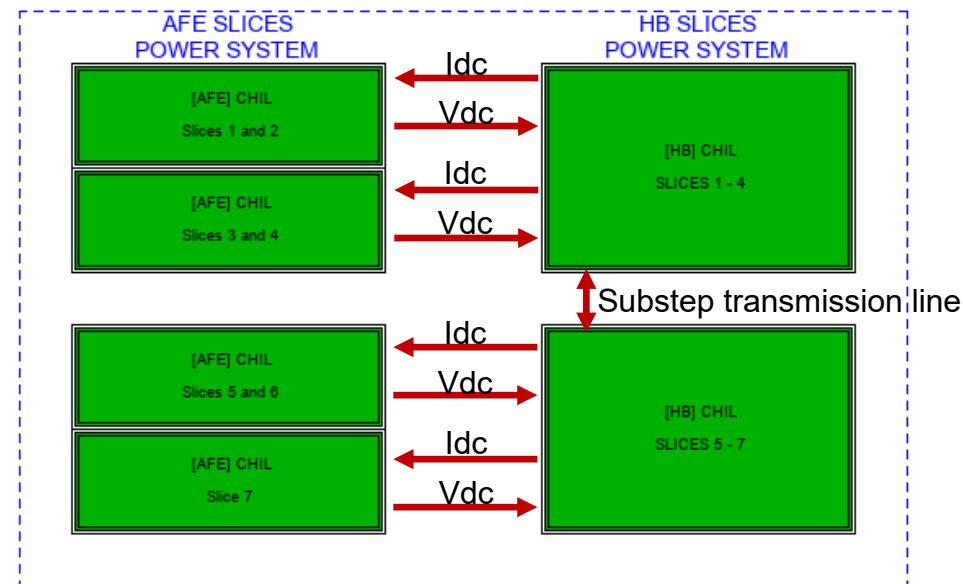 AFE SLICES
POWER SYSTEM
HB SLICES
POWER SYSTEM
[AFE] CHIL
Slices 1 and 2
Idc
Vdc
[AFE] CHIL
Slices 3 and 4
Idc
Vdc
[HB] CHIL
SLICES 1 - 4
Substep transmission line
[AFE] CHIL
Slices 5 and 6
Idc
Vdc
[AFE] CHIL
Slice 7
Idc
Vdc
[HB] CHIL
SLICES 5 - 7